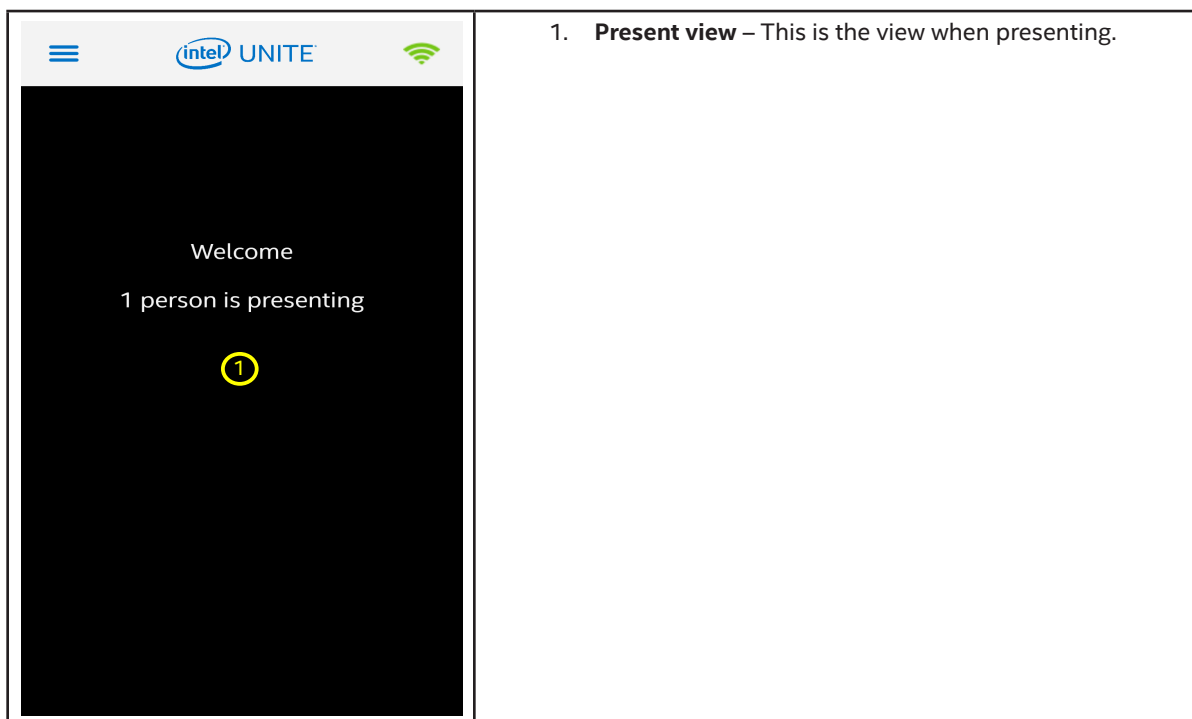 intel UNITE
Welcome
1 person is presenting
1
1. Present view – This is the view when presenting.